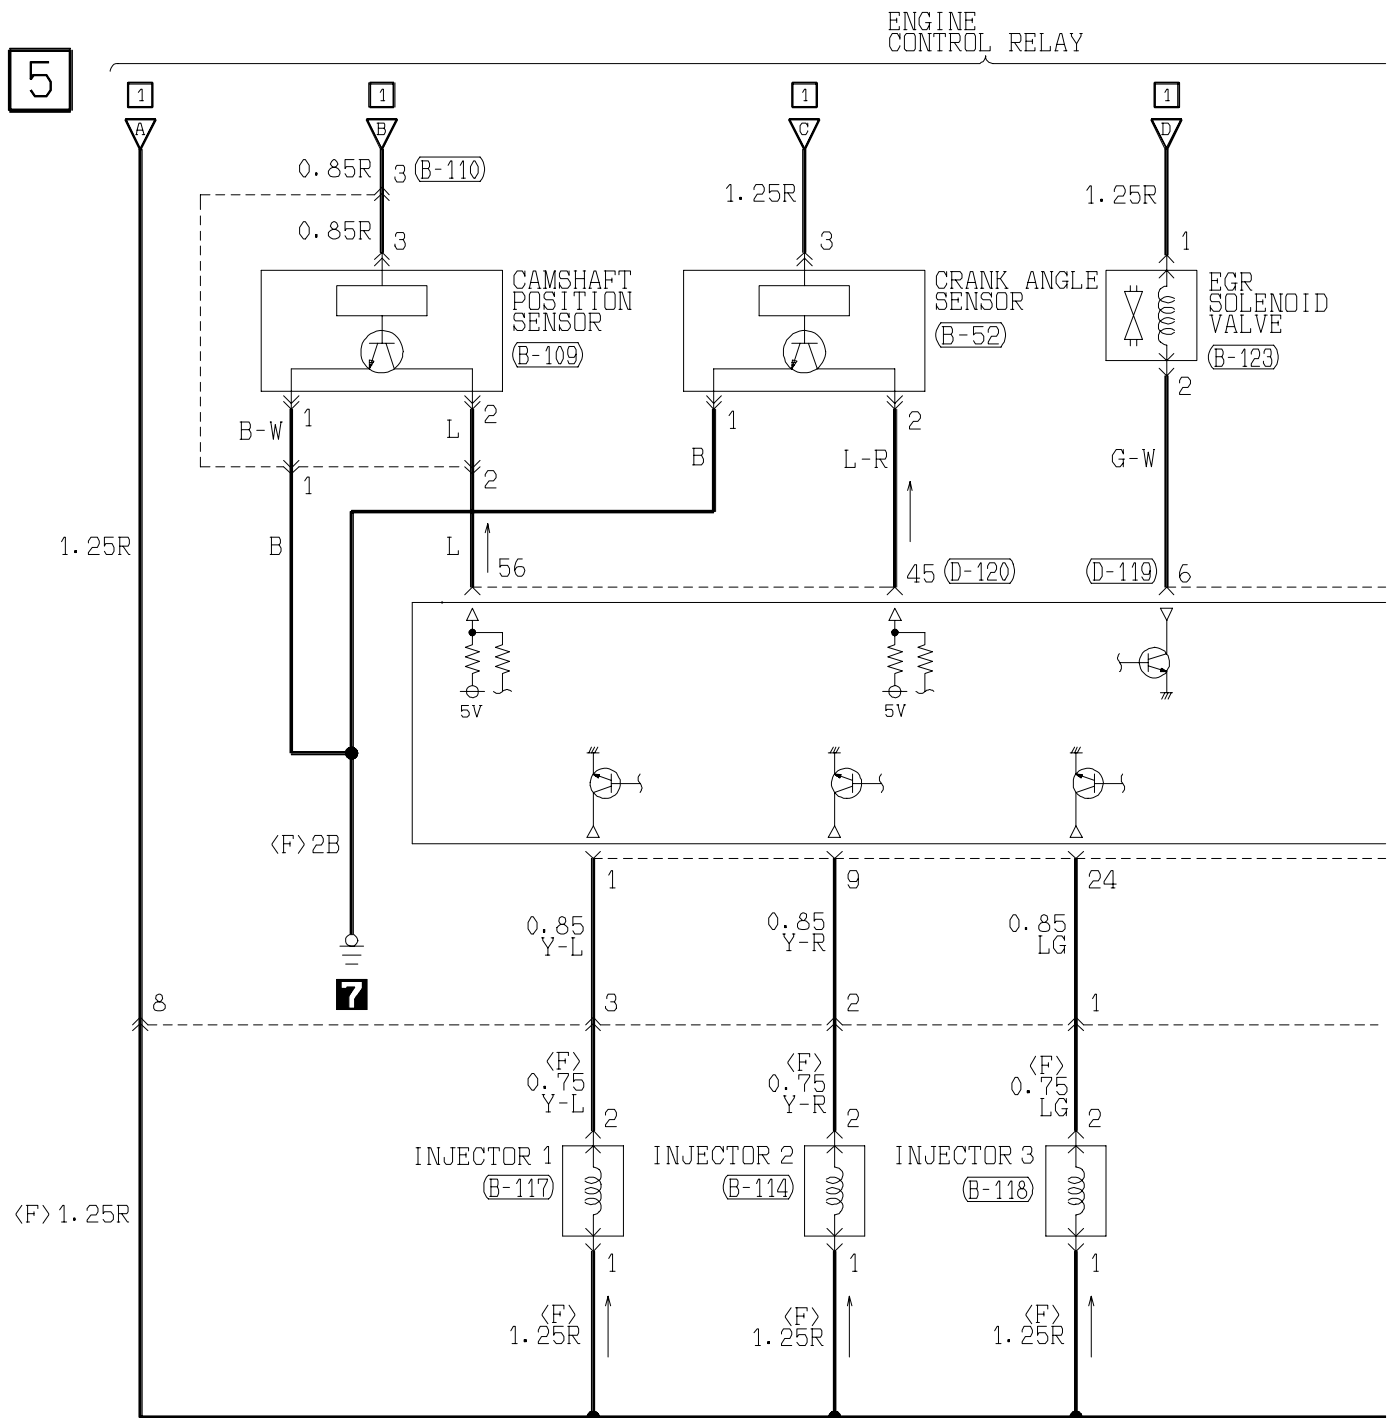 ENGINE
CONTROL RELAY
5
1
1
1
1
A
B
C
D
0.85R
3
(B-110)
1.25R
1.25R
0.85R
3
3
1
CAMSHAFT
POSITION
SENSOR
(B-109)
CRANK ANGLE
SENSOR
(B-52)
EGR
SOLENOID
VALVE
(B-123)
B-W
1
L
2
1
2
2
B
L-R
G-W
1
2
1.25R
B
L
56
45
(D-120)
(D-119)
6
5V
5V
<F>2B
1
9
24
0.85
Y-L
0.85
Y-R
0.85
LG
7
8
3
2
1
<F>
0.75
Y-L
<F>
0.75
Y-R
<F>
0.75
LG
2
2
2
INJECTOR 1
(B-117)
INJECTOR 2
(B-114)
INJECTOR 3
(B-118)
<F>1.25R
1
1
1
<F>
1.25R
<F>
1.25R
<F>
1.25R